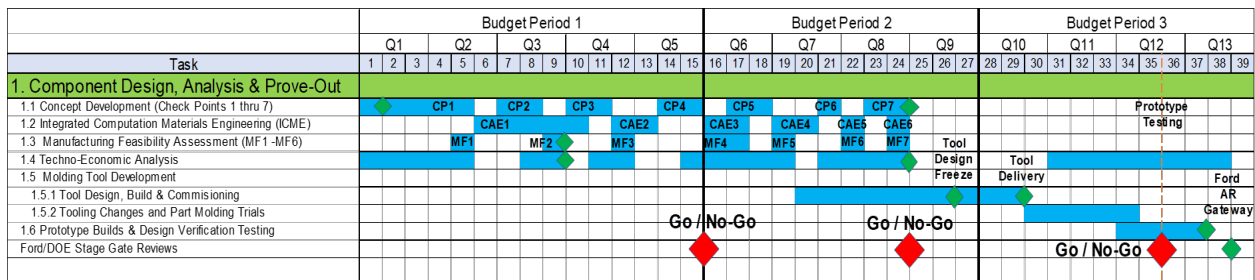 Budget Period 1 Budget Period 2 Budget Period 3
Q1 Q2 Q3 Q4 Q5 Q6 Q7 Q8 Q9 Q10 Q11 Q12 Q13
Task 1 2 3 4 5 6 7 8 9 10 11 12 13 14 15 16 17 18 19 20 21 22 23 24 25 26 27 28 29 30 31 32 33 34 35 36 37 38 39
1. Component Design, Analysis & Prove-Out
1.1 Concept Development (Check Points 1 thru 7) CP1 CP2 CP3 CP4 CP5 CP6 CP7 Prototype
1.2 Integrated Computation Materials Engineering (ICME) CAE1 CAE2 CAE3 CAE4 CAE5 CAE6 Testing
1.3 Manufacturing Feasibility Assessment (MF1 -MF6) MF1 MF2 MF3 MF4 MF5 MF6 MF7 Tool
1.4 Techno-Economic Analysis Design Tool
1.5 Molding Tool Development Freeze Delivery Ford
1.5.1 Tool Design, Build & Commisioning AR
1.5.2 Tooling Changes and Part Molding Trials Gateway
1.6 Prototype Builds & Design Verification Testing Go / No-Go Go / No-Go
Ford/DOE Stage Gate Reviews Go / No-Go